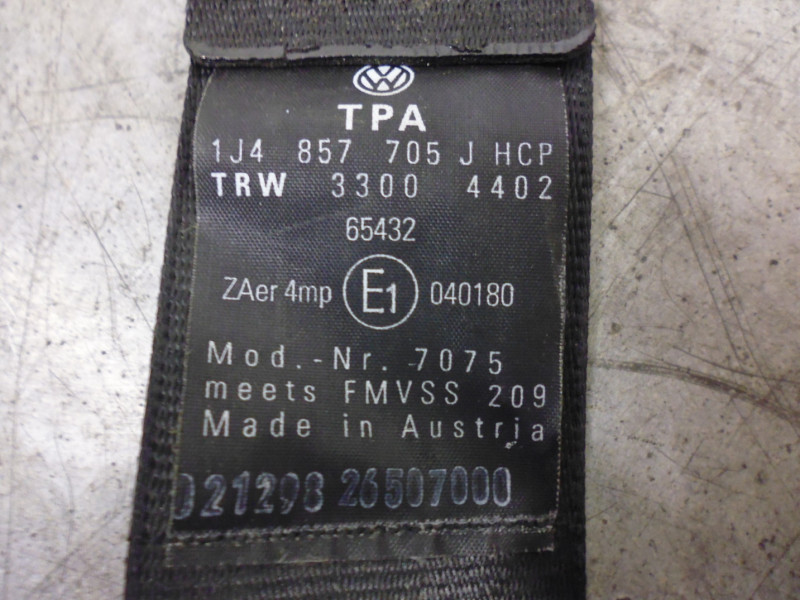 TPA
1J4 857 705 J HCP
TRW 3300 4402
65432
ZAer 4mp E1 040180
Mod.-Nr. 7075
meets FMVSS 209
Made in Austria
021298 26507000